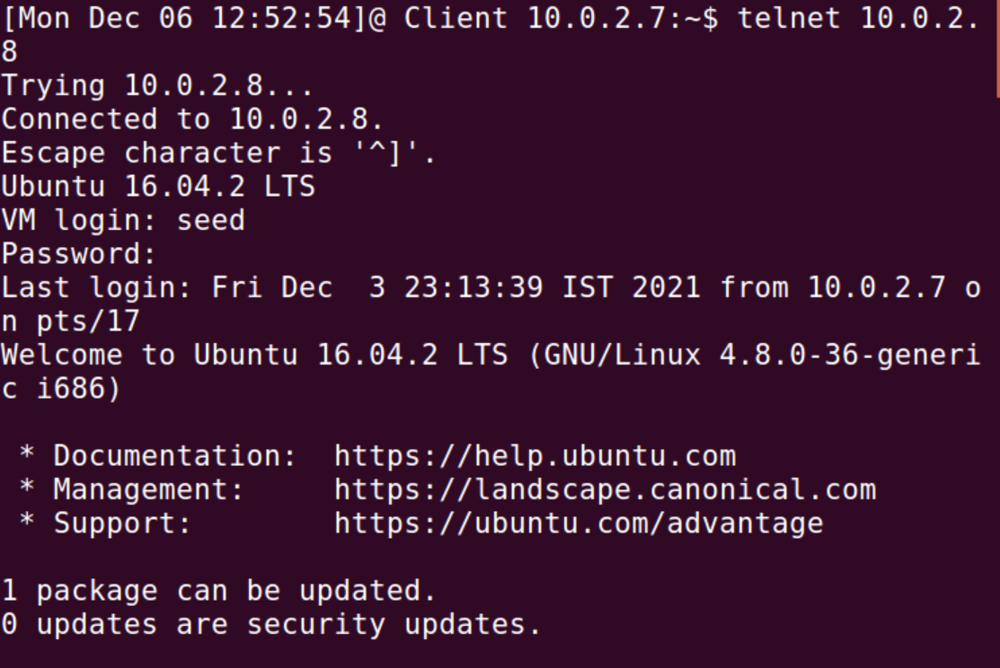 [Mon Dec 06 12:52:54]@ Client 10.0.2.7:~$ telnet 10.0.2.
8
Trying 10.0.2.8...
Connected to 10.0.2.8.
Escape character is '^]'.
Ubuntu 16.04.2 LTS
VM login: seed
Password:
Last login: Fri Dec  3 23:13:39 IST 2021 from 10.0.2.7 o
n pts/17
Welcome to Ubuntu 16.04.2 LTS (GNU/Linux 4.8.0-36-generi
c i686)

 * Documentation:  https://help.ubuntu.com
 * Management:     https://landscape.canonical.com
 * Support:        https://ubuntu.com/advantage

1 package can be updated.
0 updates are security updates.